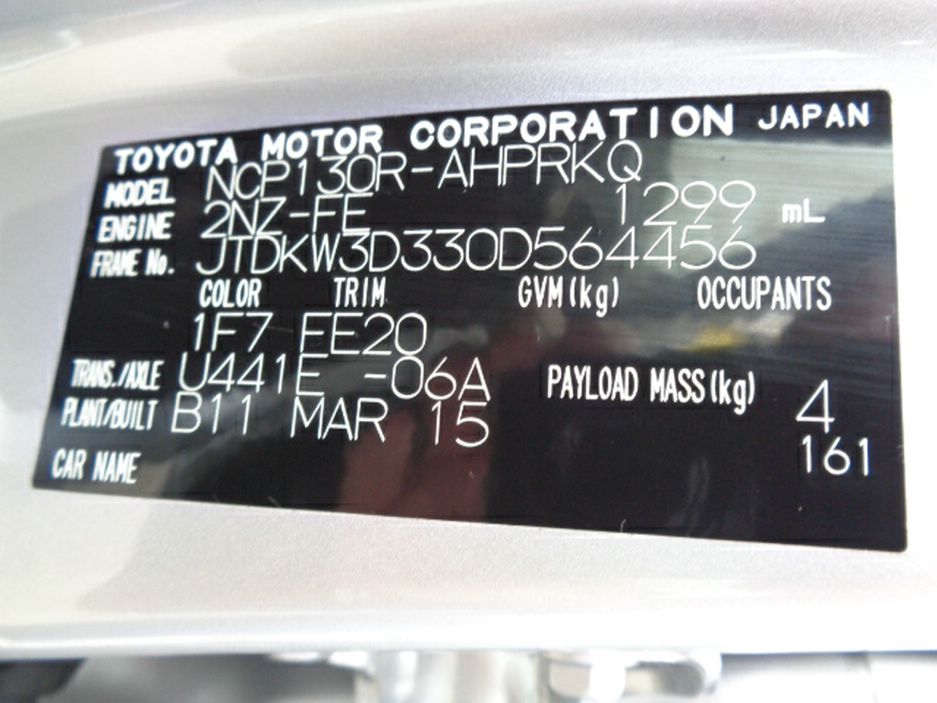 TOYOTA MOTOR CORPORATION JAPAN
MODEL NCP130R-AHPRKQ
ENGINE 2NZ-FE 1299 mL
FRAME No. JTDKW3D330D564456
COLOR TRIM GVM(kg) OCCUPANTS
1F7 FE20
TRANS./AXLE U441E -06A PAYLOAD MASS(kg) 4
PLANT/BUILT B11 MAR 15 161
CAR NAME